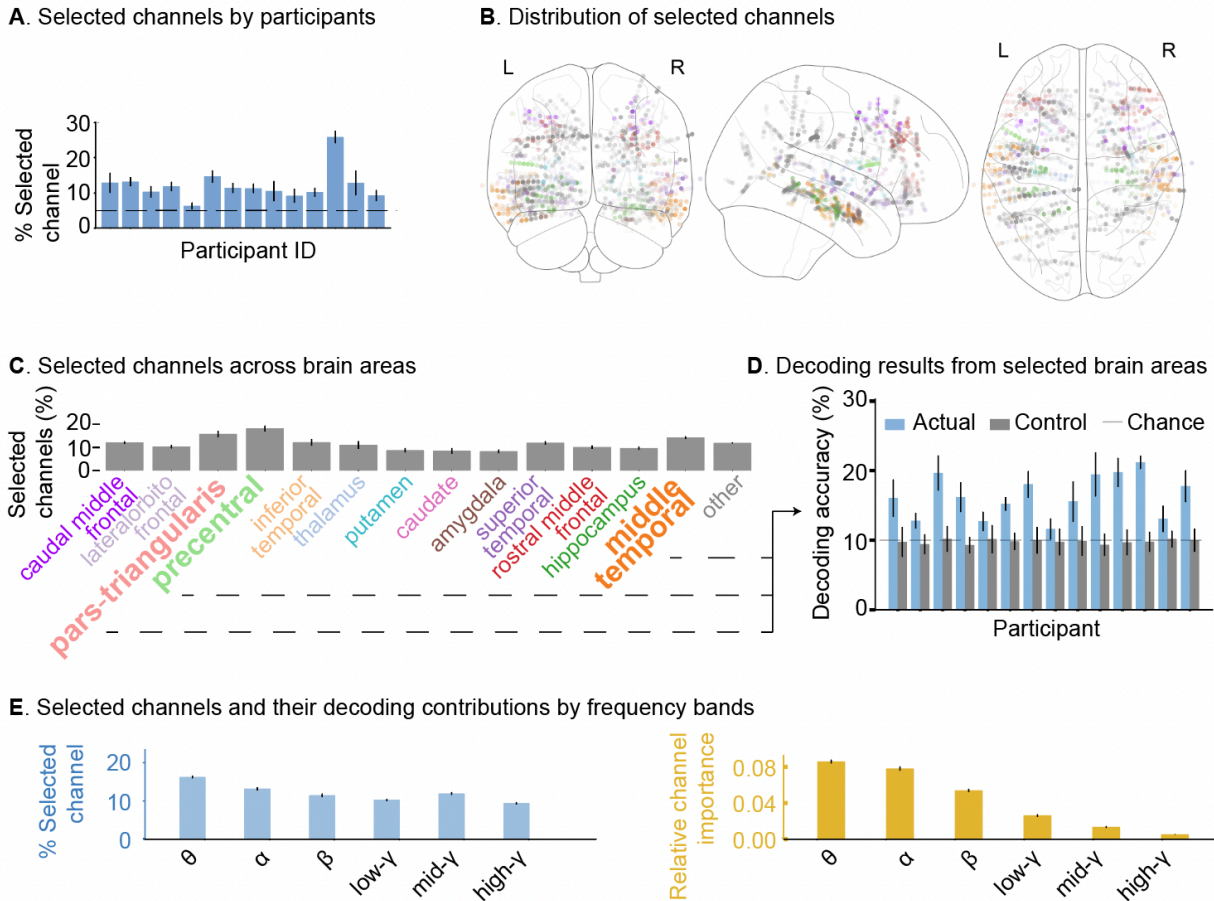 A. Selected channels by participants
% Selected
channel
30
20
10
0
Participant ID
B. Distribution of selected channels
L
R
L
R
C. Selected channels across brain areas
Selected
channels (%)
20
10
0
caudal middle
frontal
lateralorbito
frontal
pars-triangularis
precentral
inferior
temporal
thalamus
putamen
caudate
amygdala
superior
temporal
rostral middle
frontal
hippocampus
middle
temporal
other
D. Decoding results from selected brain areas
Decoding accuracy (%)
30
20
10
0
Actual
Control
Chance
Participant
E. Selected channels and their decoding contributions by frequency bands
% Selected
channel
20
10
0
θ
α
β
low-γ
mid-γ
high-γ
Relative channel
importance
0.08
0.04
0.00
θ
α
β
low-γ
mid-γ
high-γ